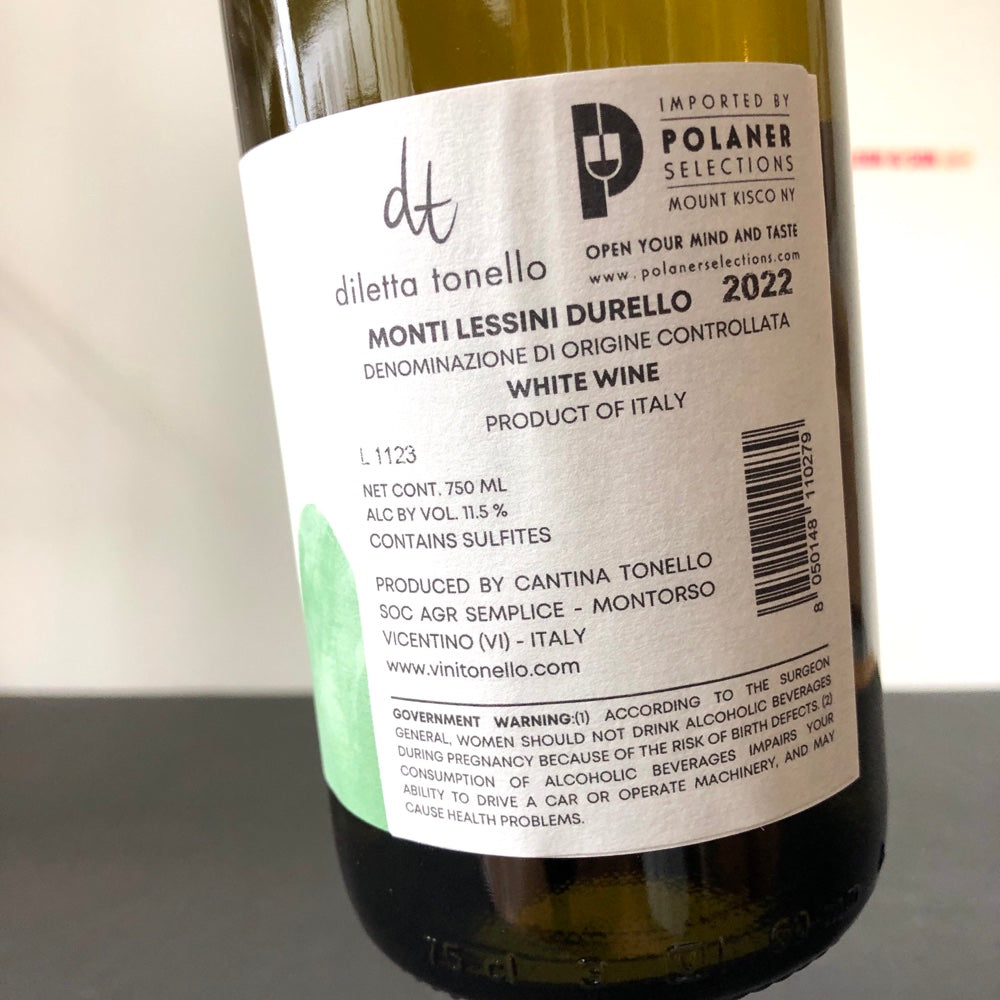 dt
diletta tonello
IMPORTED BY
POLANER
SELECTIONS
MOUNT KISCO NY
OPEN YOUR MIND AND TASTE
www.polanerselections.com
MONTI LESSINI DURELLO 2022
DENOMINAZIONE DI ORIGINE CONTROLLATA
WHITE WINE
PRODUCT OF ITALY
L 1123
NET CONT. 750 ML
ALC BY VOL. 11.5 %
CONTAINS SULFITES
PRODUCED BY CANTINA TONELLO
SOC AGR SEMPLICE - MONTORSO
VICENTINO (VI) - ITALY
www.vinitonello.com
8 050148 110279
GOVERNMENT WARNING:(1) ACCORDING TO THE SURGEON
GENERAL, WOMEN SHOULD NOT DRINK ALCOHOLIC BEVERAGES
DURING PREGNANCY BECAUSE OF THE RISK OF BIRTH DEFECTS. (2)
CONSUMPTION OF ALCOHOLIC BEVERAGES IMPAIRS YOUR
ABILITY TO DRIVE A CAR OR OPERATE MACHINERY, AND MAY
CAUSE HEALTH PROBLEMS.